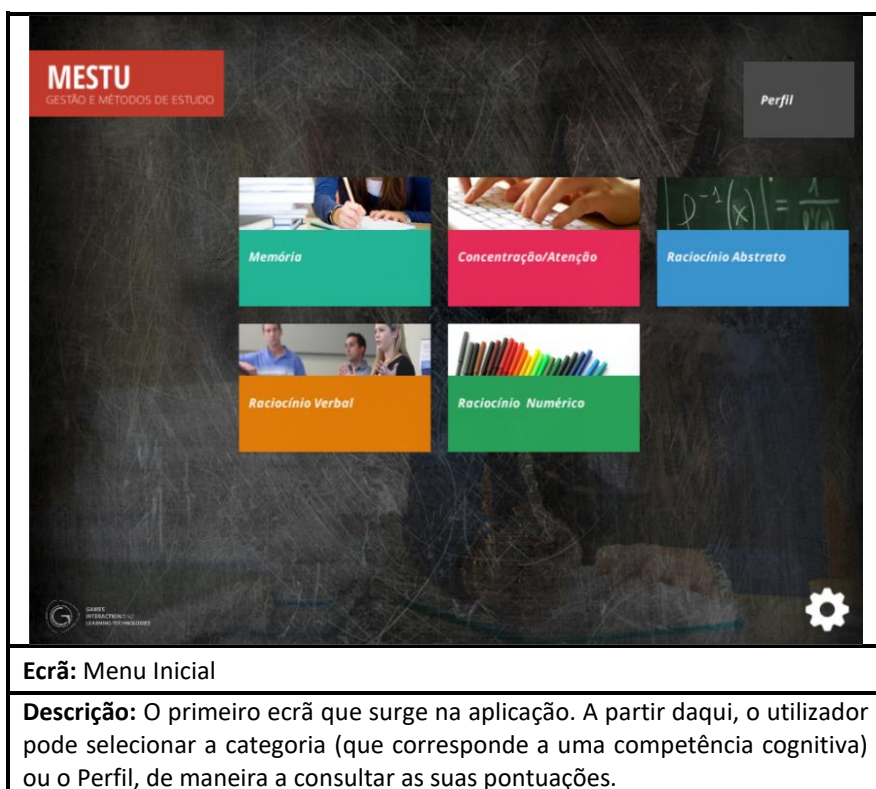 MESTU
GESTÃO E MÉTODOS DE ESTUDO
Perfil
Memória
Concentração/Atenção
Raciocínio Abstrato
Raciocínio Verbal
Raciocínio Numérico
GAMES
INTERACTION AND
LEARNING TECHNOLOGIES
Ecrã: Menu Inicial
Descrição: O primeiro ecrã que surge na aplicação. A partir daqui, o utilizador
pode selecionar a categoria (que corresponde a uma competência cognitiva)
ou o Perfil, de maneira a consultar as suas pontuações.